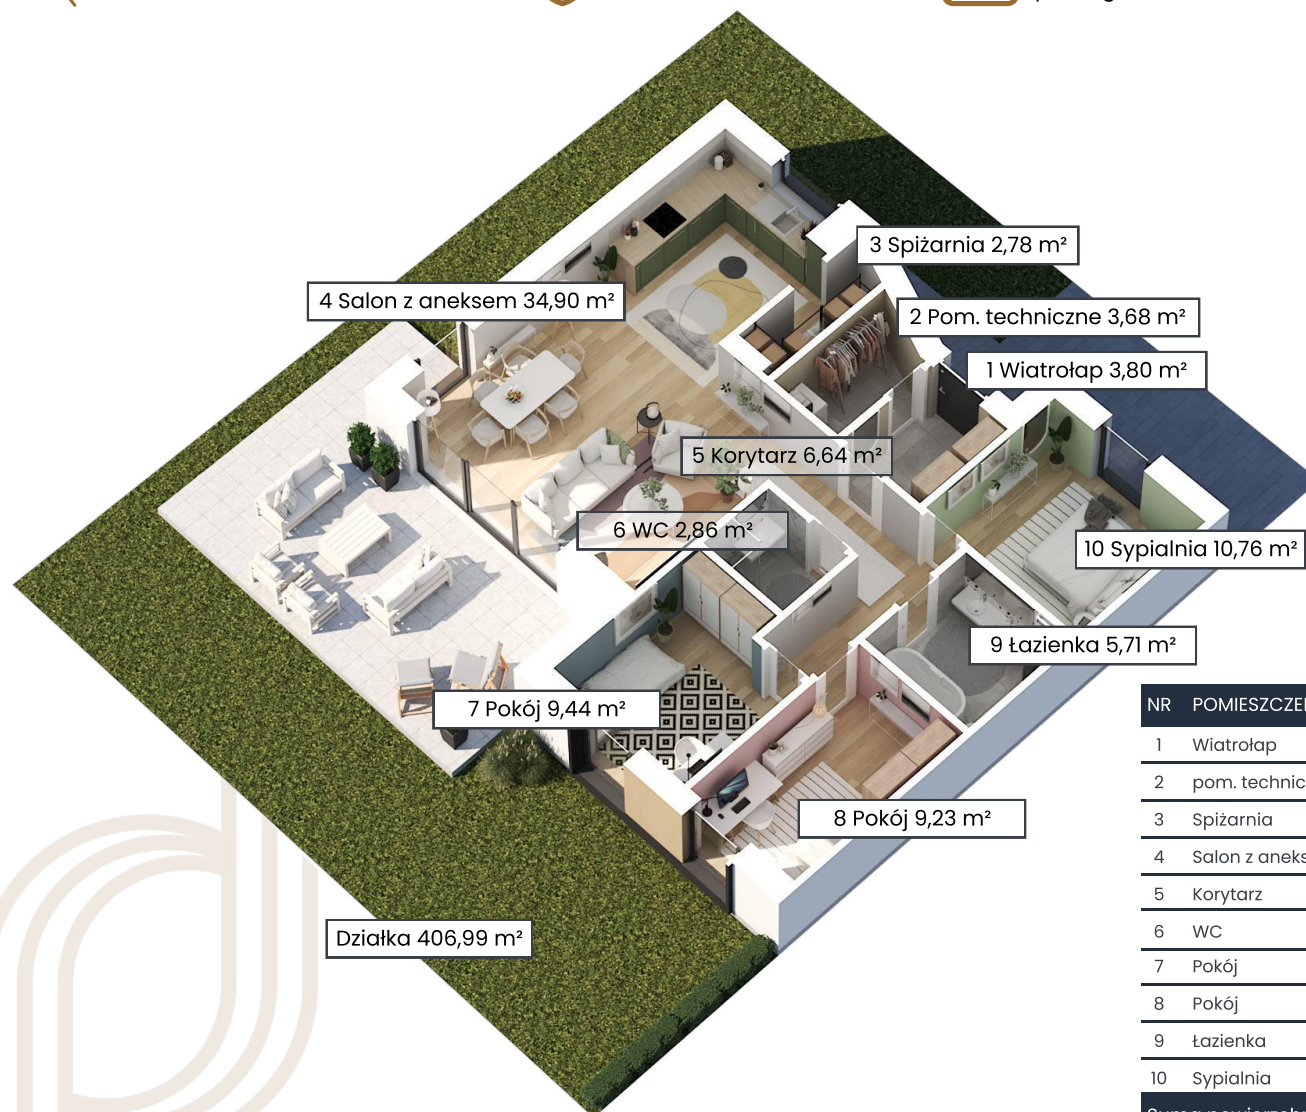 3 Spiżarnia 2,78 m²
4 Salon z aneksem 34,90 m²
2 Pom. techniczne 3,68 m²
1 Wiatrołap 3,80 m²
5 Korytarz 6,64 m²
6 WC 2,86 m²
10 Sypialnia 10,76 m²
9 Łazienka 5,71 m²
7 Pokój 9,44 m²
8 Pokój 9,23 m²
Działka 406,99 m²
NR POMIESZCZE
1 Wiatrołap
2 pom. technic
3 Spiżarnia
4 Salon z aneks
5 Korytarz
6 WC
7 Pokój
8 Pokój
9 Łazienka
10 Sypialnia